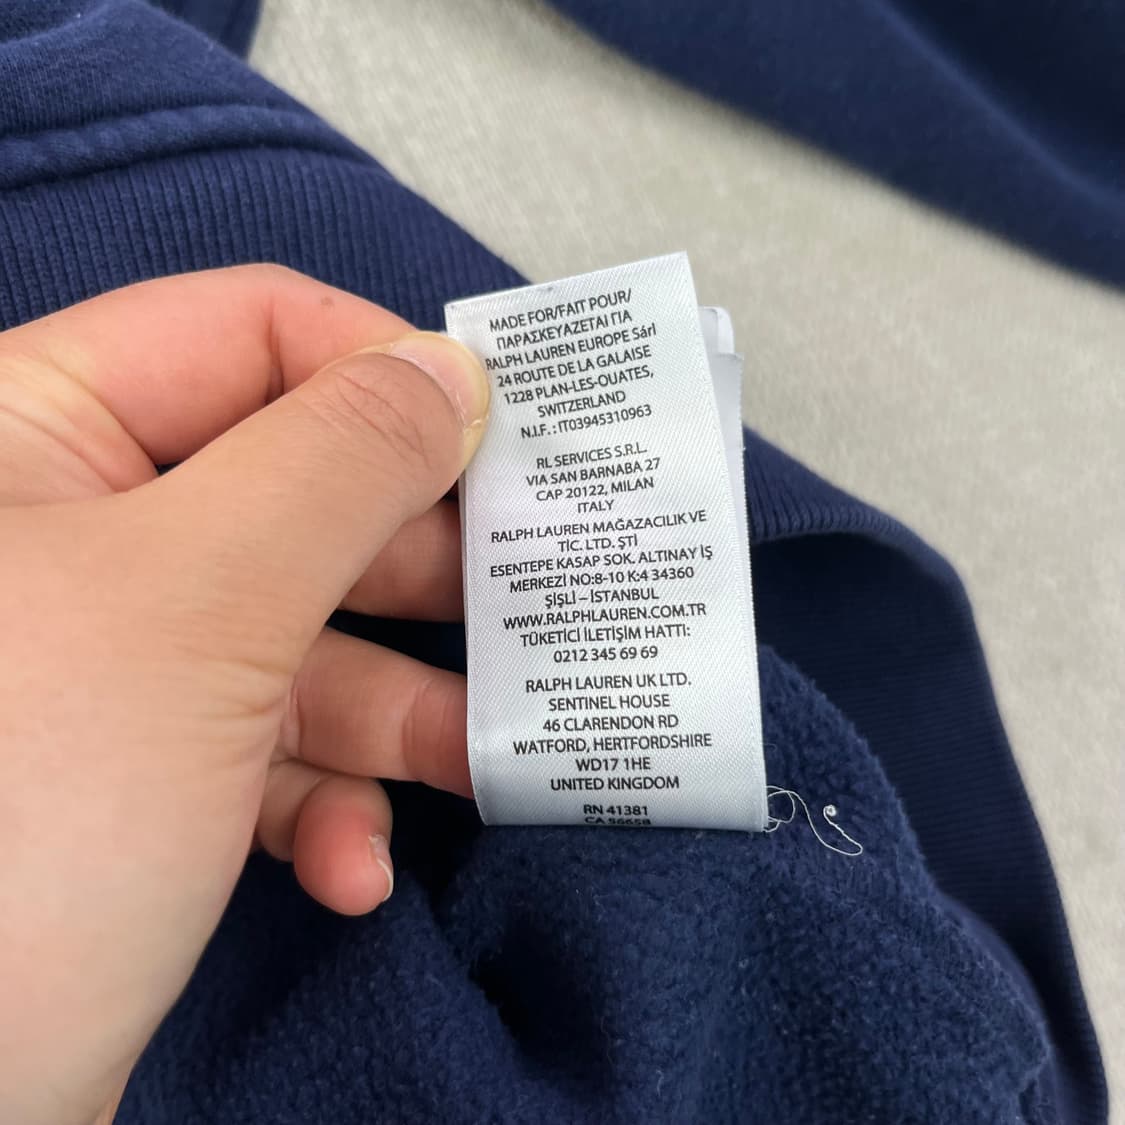 MADE FOR/FAIT POUR/
ΠΑΡΑΣΚΕΥΑΖΕΤΑΙ ΓΙΑ
RALPH LAUREN EUROPE Sárl
24 ROUTE DE LA GALAISE
1228 PLAN-LES-OUATES,
SWITZERLAND
N.I.F. : IT03945310963
RL SERVICES S.R.L.
VIA SAN BARNABA 27
CAP 20122, MILAN
ITALY
RALPH LAUREN MAĞAZACILIK VE
TİC. LTD. ŞTİ
ESENTEPE KASAP SOK. ALTINAY İŞ
MERKEZİ NO:8-10 K:4 34360
ŞİŞLİ – İSTANBUL
WWW.RALPHLAUREN.COM.TR
TÜKETİCİ İLETİŞİM HATTI:
0212 345 69 69
RALPH LAUREN UK LTD.
SENTINEL HOUSE
46 CLARENDON RD
WATFORD, HERTFORDSHIRE
WD17 1HE
UNITED KINGDOM
RN 41381
CA 56658